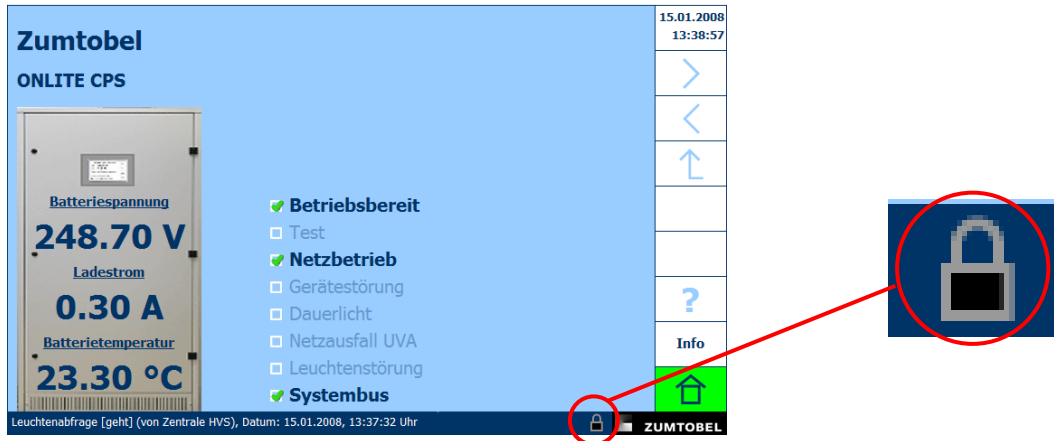 Zumtobel
ONLITE CPS
15.01.2008
13:38:57
Batteriespannung
248.70 V
Ladestrom
0.30 A
Batterietemperatur
23.30 °C
Betriebsbereit
Test
Netzbetrieb
Gerätestörung
Dauerlicht
Netzausfall UVA
Leuchtenstörung
Systembus
?
Info
Leuchtenabfrage [geht] (von Zentrale HVS), Datum: 15.01.2008, 13:37:32 Uhr
ZUMTOBEL